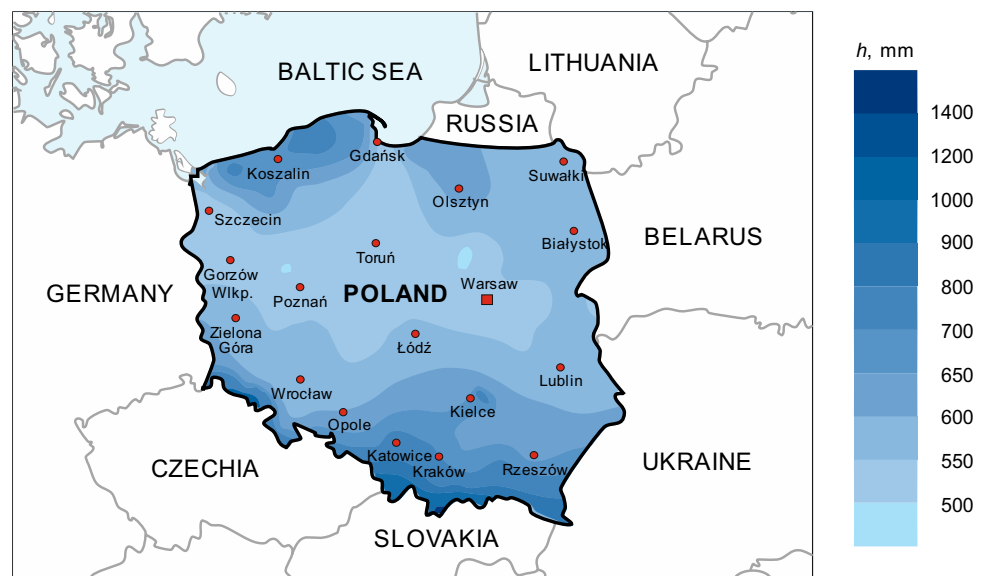 h, mm
BALTIC SEA
LITHUANIA
RUSSIA
1400
Gdańsk
1200
Koszalin
Suwałki
Olsztyn
1000
Szczecin
BELARUS
900
Białystok
Toruń
Gorzów
Wlkp.
Warsaw
800
GERMANY
Poznań
POLAND
700
Zielona
Góra
Łódź
650
Lublin
Wrocław
Kielce
600
Opole
Katowice
Kraków
Rzeszów
CZECHIA
UKRAINE
550
500
SLOVAKIA